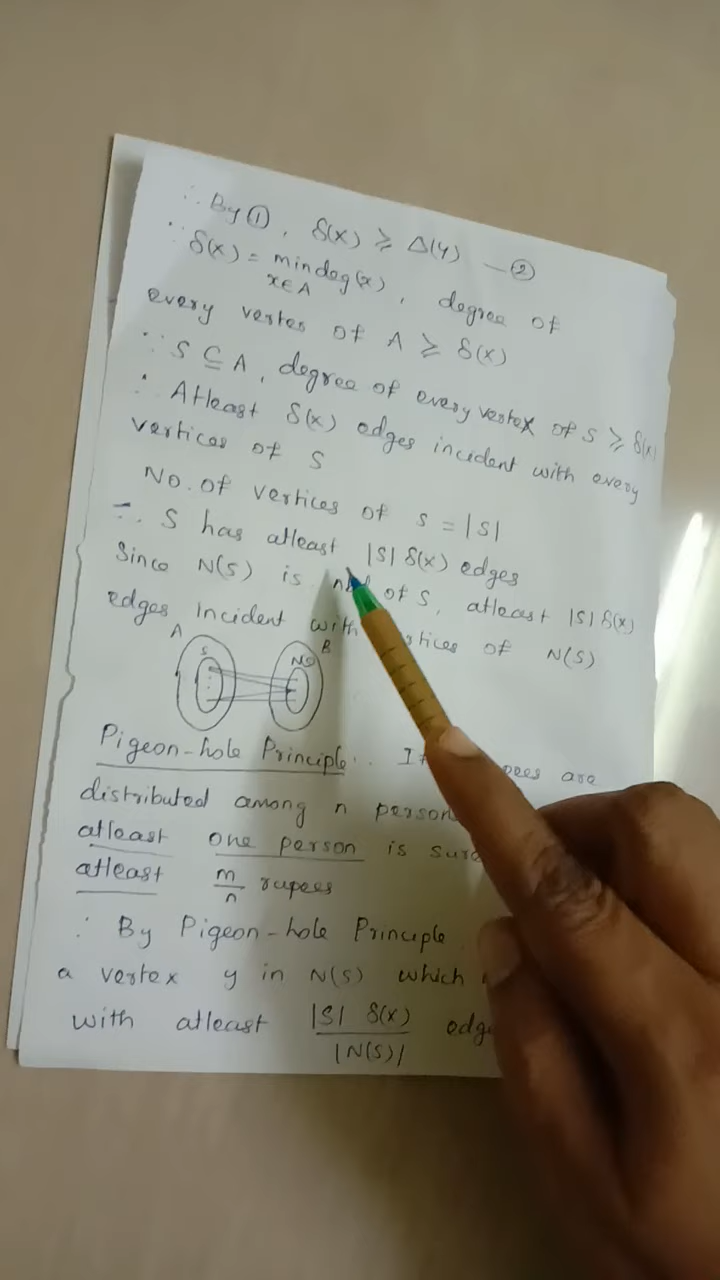 ∴ By ①, δ(x) ≥ Δ(y) — ②
∵ δ(x) = min deg(x), degree of
x∈A
every vertex of A ≥ δ(x)
∵ S ⊆ A, degree of every vertex of S ≥ δ(x)
∴ Atleast δ(x) edges incident with every
vertices of S
No. of vertices of S = |S|
∴ S has atleast |S| δ(x) edges
Since N(S) is of S, atleast |S| δ(x)
edges incident with of N(S)
A B
S N(S)
Pigeon-hole Principle: If are
distributed among n person
atleast one person is sure
atleast m/n rupees
∴ By Pigeon-hole Principle
a vertex y in N(S) which
with atleast |S| δ(x) / |N(S)|